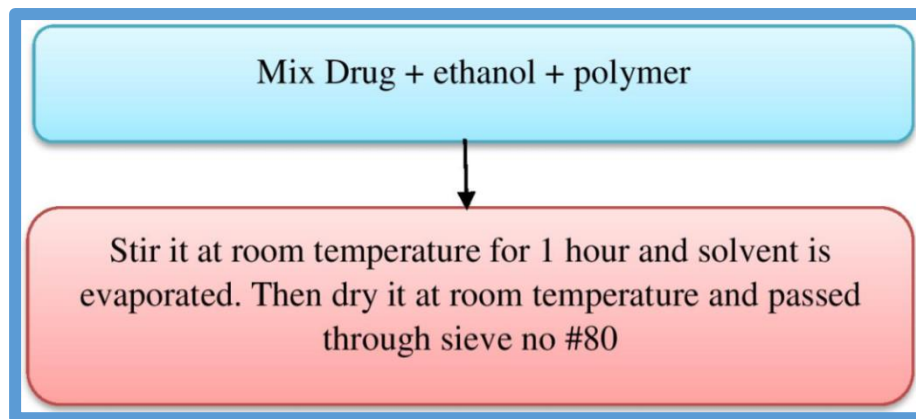 Mix Drug + ethanol + polymer
Stir it at room temperature for 1 hour and solvent is
evaporated. Then dry it at room temperature and passed
through sieve no #80